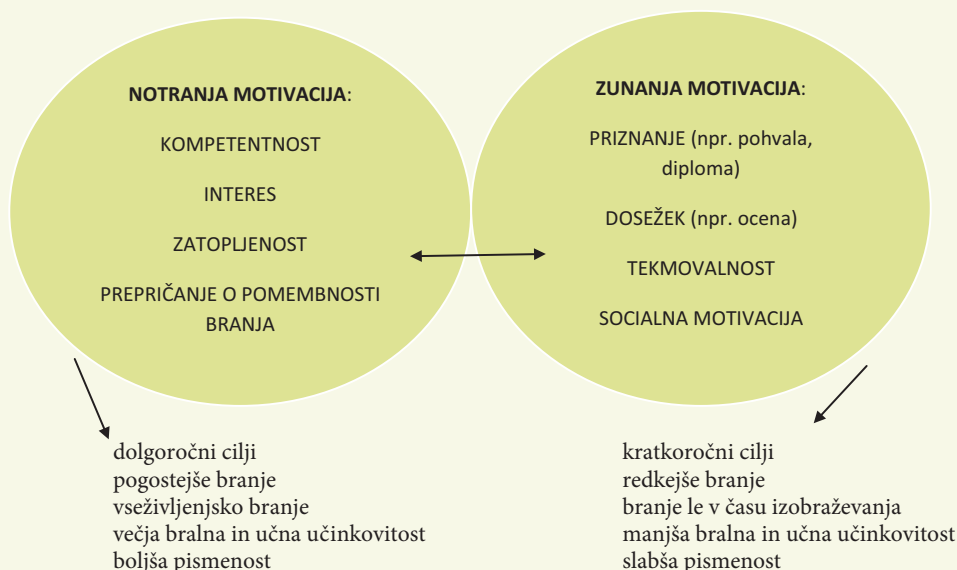 NOTRANJA MOTIVACIJA:
KOMPETENTNOST
INTERES
ZATOPLJENOST
PREPRIČANJE O POMEMBNOSTI
BRANJA
ZUNANJA MOTIVACIJA:
PRIZNANJE (npr. pohvala,
diploma)
DOSEŽEK (npr. ocena)
TEKMOVALNOST
SOCIALNA MOTIVACIJA
dolgoročni cilji
pogostejše branje
vseživljenjsko branje
večja bralna in učna učinkovitost
boljša pismenost
kratkoročni cilji
redkejše branje
branje le v času izobraževanja
manjša bralna in učna učinkovitost
slabša pismenost